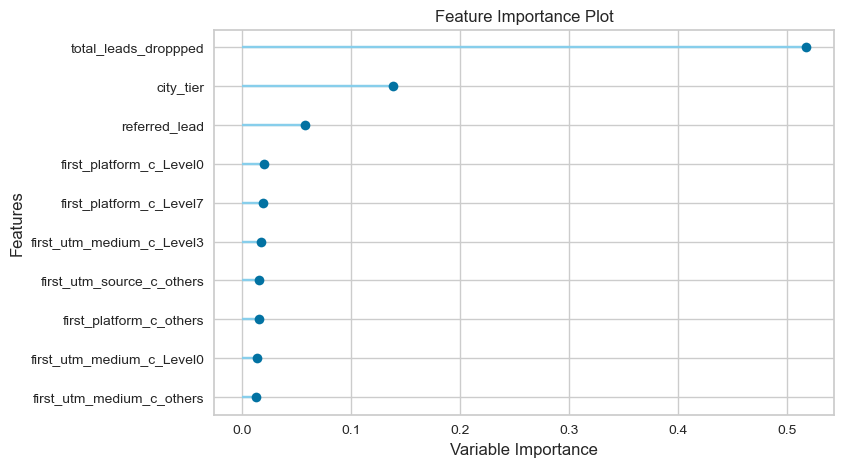 Feature Importance Plot
total_leads_droppped
city_tier
referred_lead
first_platform_c_Level0
first_platform_c_Level7
first_utm_medium_c_Level3
first_utm_source_c_others
first_platform_c_others
first_utm_medium_c_Level0
first_utm_medium_c_others
Features
0.0 0.1 0.2 0.3 0.4 0.5
Variable Importance